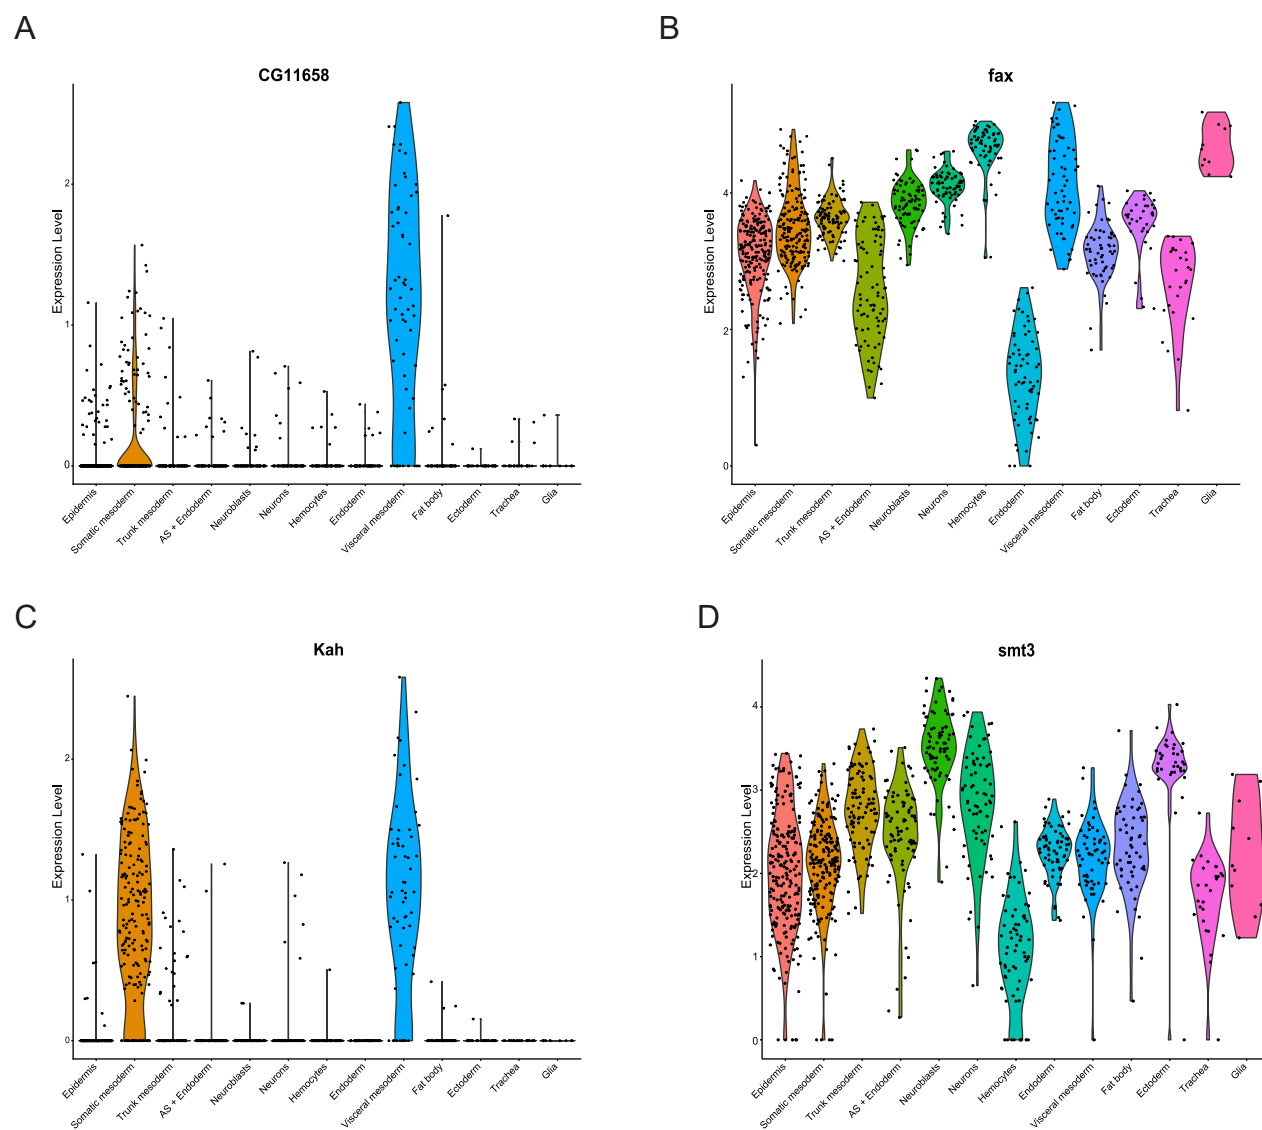 A
CG11658
Expression Level
2
1
0
Epidermis
Somatic mesoderm
Trunk mesoderm
AS + Endoderm
Neuroblasts
Neurons
Hemocytes
Endoderm
Visceral mesoderm
Fat body
Ectoderm
Trachea
Glia
B
fax
Expression Level
4
2
0
Epidermis
Somatic mesoderm
Trunk mesoderm
AS + Endoderm
Neuroblasts
Neurons
Hemocytes
Endoderm
Visceral mesoderm
Fat body
Ectoderm
Trachea
Glia
C
Kah
Expression Level
2
1
0
Epidermis
Somatic mesoderm
Trunk mesoderm
AS + Endoderm
Neuroblasts
Neurons
Hemocytes
Endoderm
Visceral mesoderm
Fat body
Ectoderm
Trachea
Glia
D
smt3
Expression Level
4
3
2
1
0
Epidermis
Somatic mesoderm
Trunk mesoderm
AS + Endoderm
Neuroblasts
Neurons
Hemocytes
Endoderm
Visceral mesoderm
Fat body
Ectoderm
Trachea
Glia